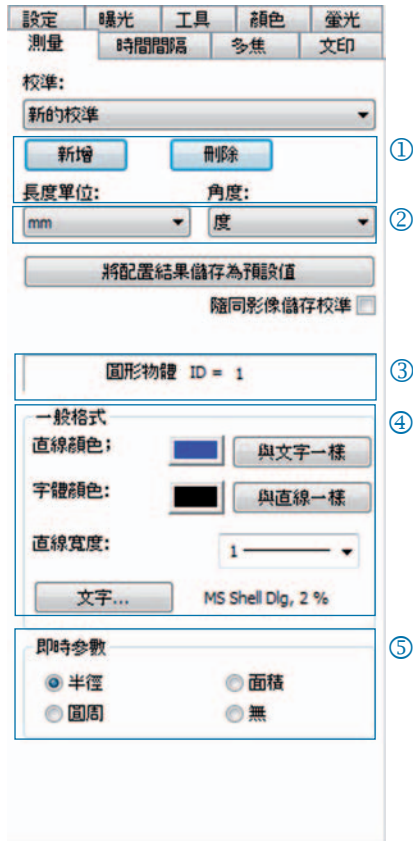 設定 曝光 工具 顏色 螢光
測量 時間間隔 多焦 文印
校準:
新的校準
新增 刪除 ①
長度單位: 角度:
mm 度 ②
將配置結果儲存為預設值
隨同影像儲存校準
圓形物體 ID = 1 ③
一般格式 ④
直線顏色; 與文字一樣
字體顏色: 與直線一樣
直線寬度: 1
文字... MS Shell Dlg, 2 %
即時參數 ⑤
半徑 面積
圓周 無